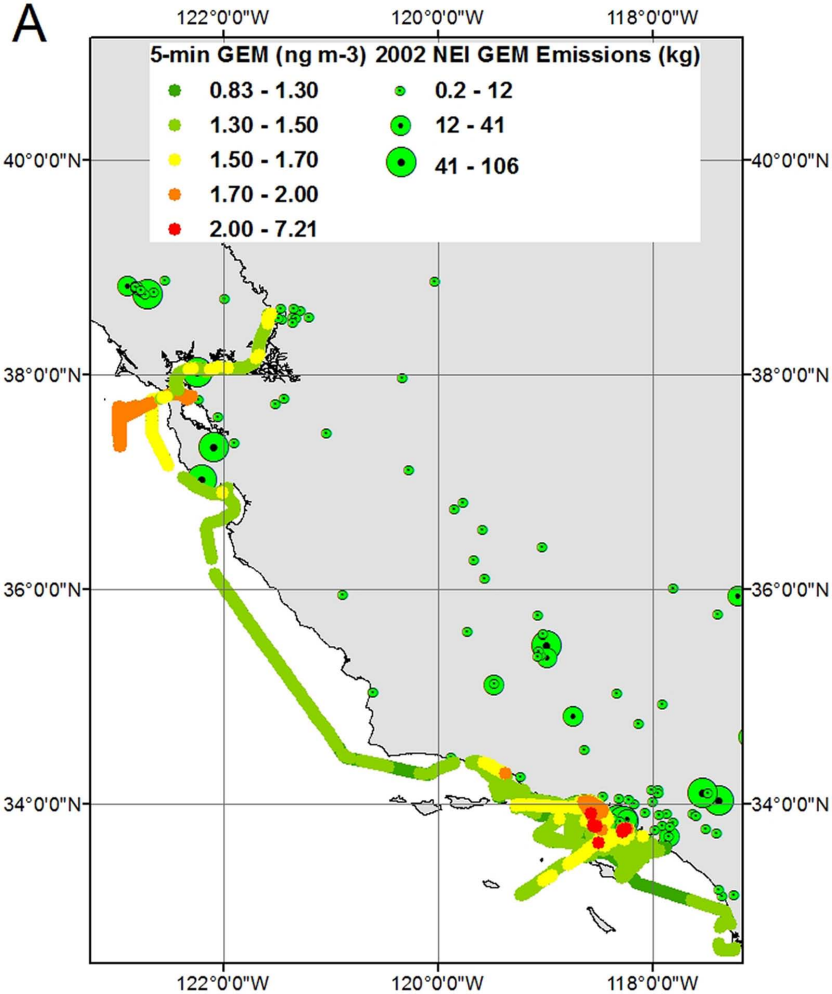 A
122°0'0"W 120°0'0"W 118°0'0"W
5-min GEM (ng m-3) 2002 NEI GEM Emissions (kg)
0.83 - 1.30 0.2 - 12
1.30 - 1.50 12 - 41
1.50 - 1.70 41 - 106
1.70 - 2.00
2.00 - 7.21
40°0'0"N 40°0'0"N
38°0'0"N 38°0'0"N
36°0'0"N 36°0'0"N
34°0'0"N 34°0'0"N
122°0'0"W 120°0'0"W 118°0'0"W